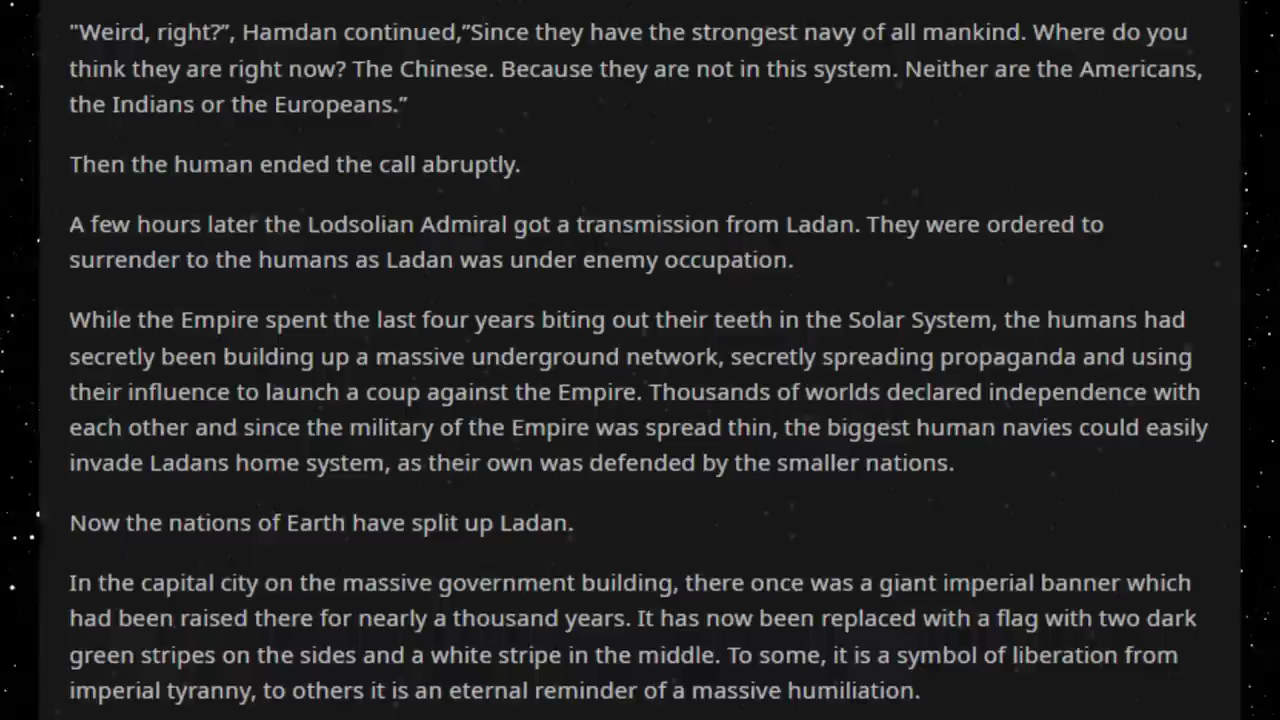 "Weird, right?”, Hamdan continued,”Since they have the strongest navy of all mankind. Where do you
think they are right now? The Chinese. Because they are not in this system. Neither are the Americans,
the Indians or the Europeans.”
Then the human ended the call abruptly.
A few hours later the Lodsolian Admiral got a transmission from Ladan. They were ordered to
surrender to the humans as Ladan was under enemy occupation.
While the Empire spent the last four years biting out their teeth in the Solar System, the humans had
secretly been building up a massive underground network, secretly spreading propaganda and using
their influence to launch a coup against the Empire. Thousands of worlds declared independence with
each other and since the military of the Empire was spread thin, the biggest human navies could easily
invade Ladans home system, as their own was defended by the smaller nations.
Now the nations of Earth have split up Ladan.
In the capital city on the massive government building, there once was a giant imperial banner which
had been raised there for nearly a thousand years. It has now been replaced with a flag with two dark
green stripes on the sides and a white stripe in the middle. To some, it is a symbol of liberation from
imperial tyranny, to others it is an eternal reminder of a massive humiliation.